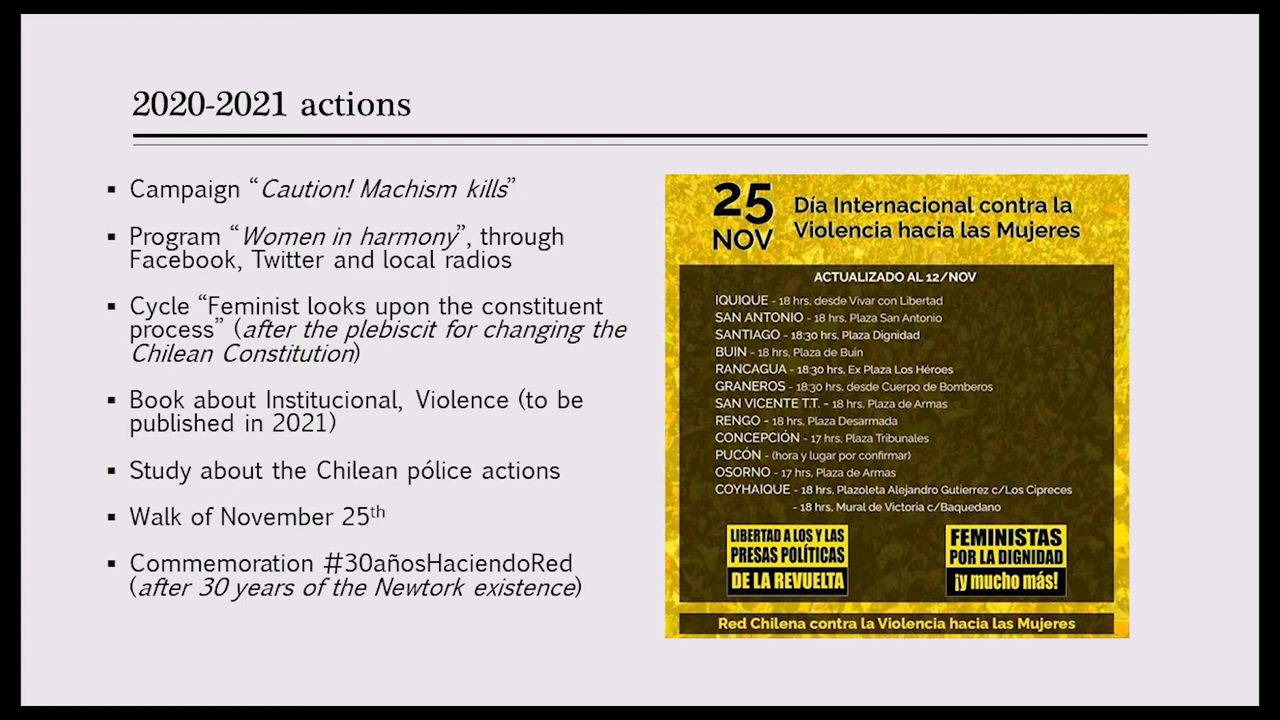 2020-2021 actions
▪ Campaign “Caution! Machism kills”
▪ Program “Women in harmony”, through
Facebook, Twitter and local radios
▪ Cycle “Feminist looks upon the constituent
process” (after the plebiscit for changing the
Chilean Constitution)
▪ Book about Institucional, Violence (to be
published in 2021)
▪ Study about the Chilean pólice actions
▪ Walk of November 25th
▪ Commemoration #30añosHaciendoRed
(after 30 years of the Newtork existence)
25
NOV
Día Internacional contra la
Violencia hacia las Mujeres
ACTUALIZADO AL 12/NOV
IQUIQUE - 18 hrs, desde Vivar con Libertad
SAN ANTONIO - 18 hrs, Plaza San Antonio
SANTIAGO - 18:30 hrs, Plaza Dignidad
BUIN - 18 hrs, Plaza de Buin
RANCAGUA - 18:30 hrs, Ex Plaza Los Héroes
GRANEROS - 18:30 hrs, desde Cuerpo de Bomberos
SAN VICENTE T.T. - 18 hrs, Plaza de Armas
RENGO - 18 hrs, Plaza Desarmada
CONCEPCIÓN - 17 hrs, Plaza Tribunales
PUCÓN - (hora y lugar por confirmar)
OSORNO - 17 hrs, Plaza de Armas
COYHAIQUE - 18 hrs, Plazoleta Alejandro Gutierrez c/Los Cipreces
- 18 hrs, Mural de Victoria c/Baquedano
LIBERTAD A LOS Y LAS
PRESAS POLÍTICAS
DE LA REVUELTA
FEMINISTAS
POR LA DIGNIDAD
¡y mucho más!
Red Chilena contra la Violencia hacia las Mujeres